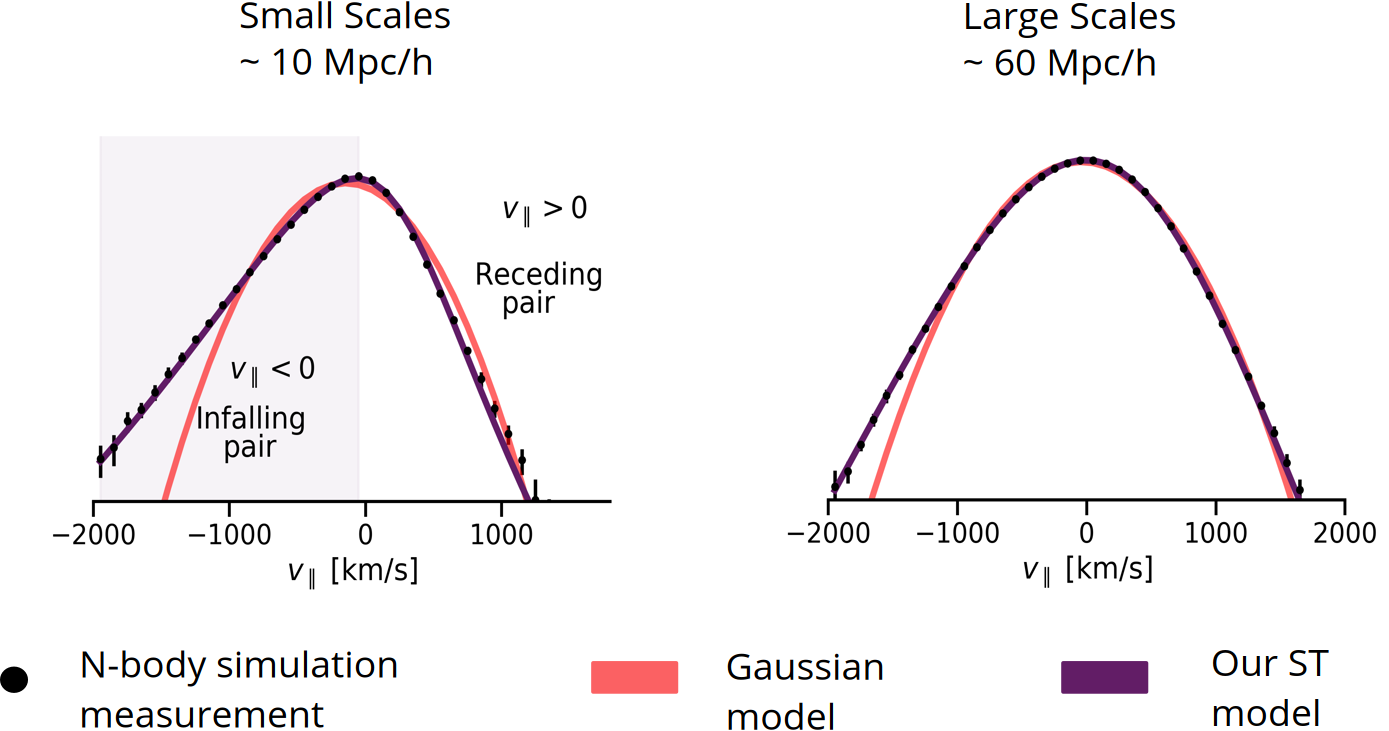 Small Scales
~ 10 Mpc/h
Large Scales
~ 60 Mpc/h
v∥ > 0
Receding
pair
v∥ < 0
Infalling
pair
−2000 −1000 0 1000
v∥ [km/s]
−2000 −1000 0 1000 2000
v∥ [km/s]
N-body simulation
measurement
Gaussian
model
Our ST
model